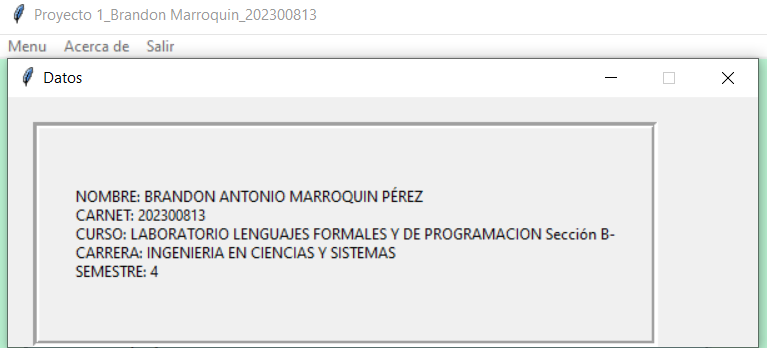 Proyecto 1_Brandon Marroquin_202300813
Menu Acerca de Salir
Datos
NOMBRE: BRANDON ANTONIO MARROQUIN PÉREZ
CARNET: 202300813
CURSO: LABORATORIO LENGUAJES FORMALES Y DE PROGRAMACION Sección B-
CARRERA: INGENIERIA EN CIENCIAS Y SISTEMAS
SEMESTRE: 4